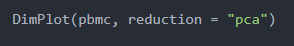 DimPlot(pbmc, reduction = "pca")